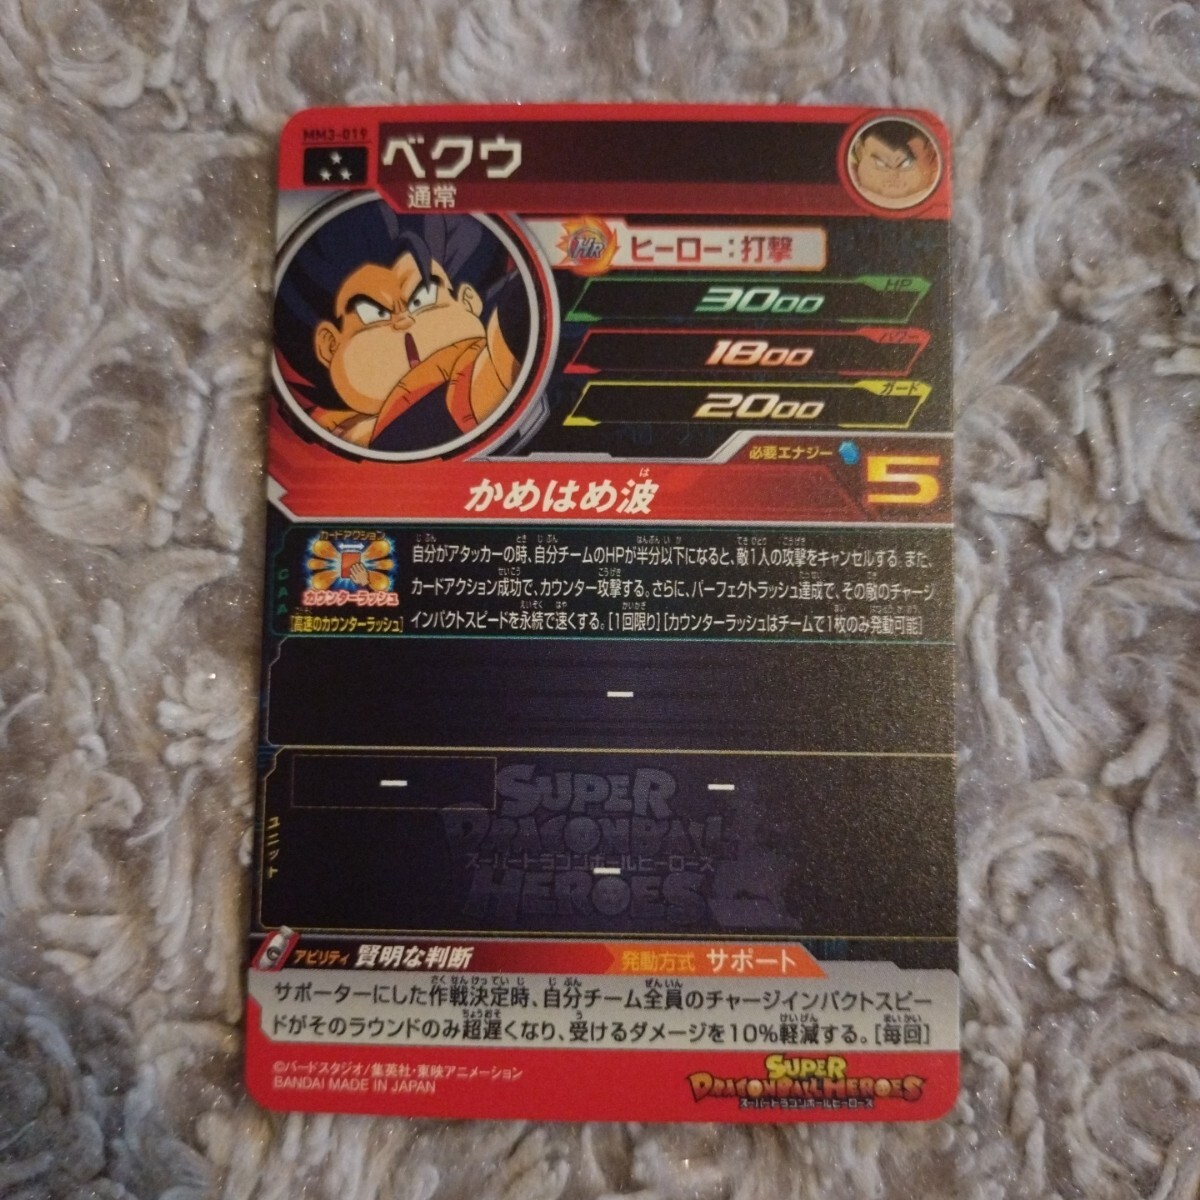 MM3-019
ベクウ
通常
HR ヒーロー：打撃
HP
3000
パワー
1800
ガード
2000
必要エナジー 5
は
かめはめ波
カードアクション
カウンターラッシュ
CAA
[高速のカウンターラッシュ]
自分がアタッカーの時、自分チームのHPが半分以下になると、敵1人の攻撃をキャンセルする。また、
カードアクション成功で、カウンター攻撃する。さらに、パーフェクトラッシュ達成で、その敵のチャージ
インパクトスピードを永続で速くする。[1回限り][カウンターラッシュはチームで1枚のみ発動可能]
ー
ユニット
ー
ー
ー
SUPER
DRAGONBALL
スーパードラゴンボールヒーローズ
HEROES
アビリティ 賢明な判断 発動方式 サポート
サポーターにした作戦決定時、自分チーム全員のチャージインパクトスピー
ドがそのラウンドのみ超遅くなり、受けるダメージを10%軽減する。[毎回]
©バードスタジオ/集英社・東映アニメーション
BANDAI MADE IN JAPAN
SUPER
DRAGONBALL HEROES
スーパードラゴンボールヒーローズ